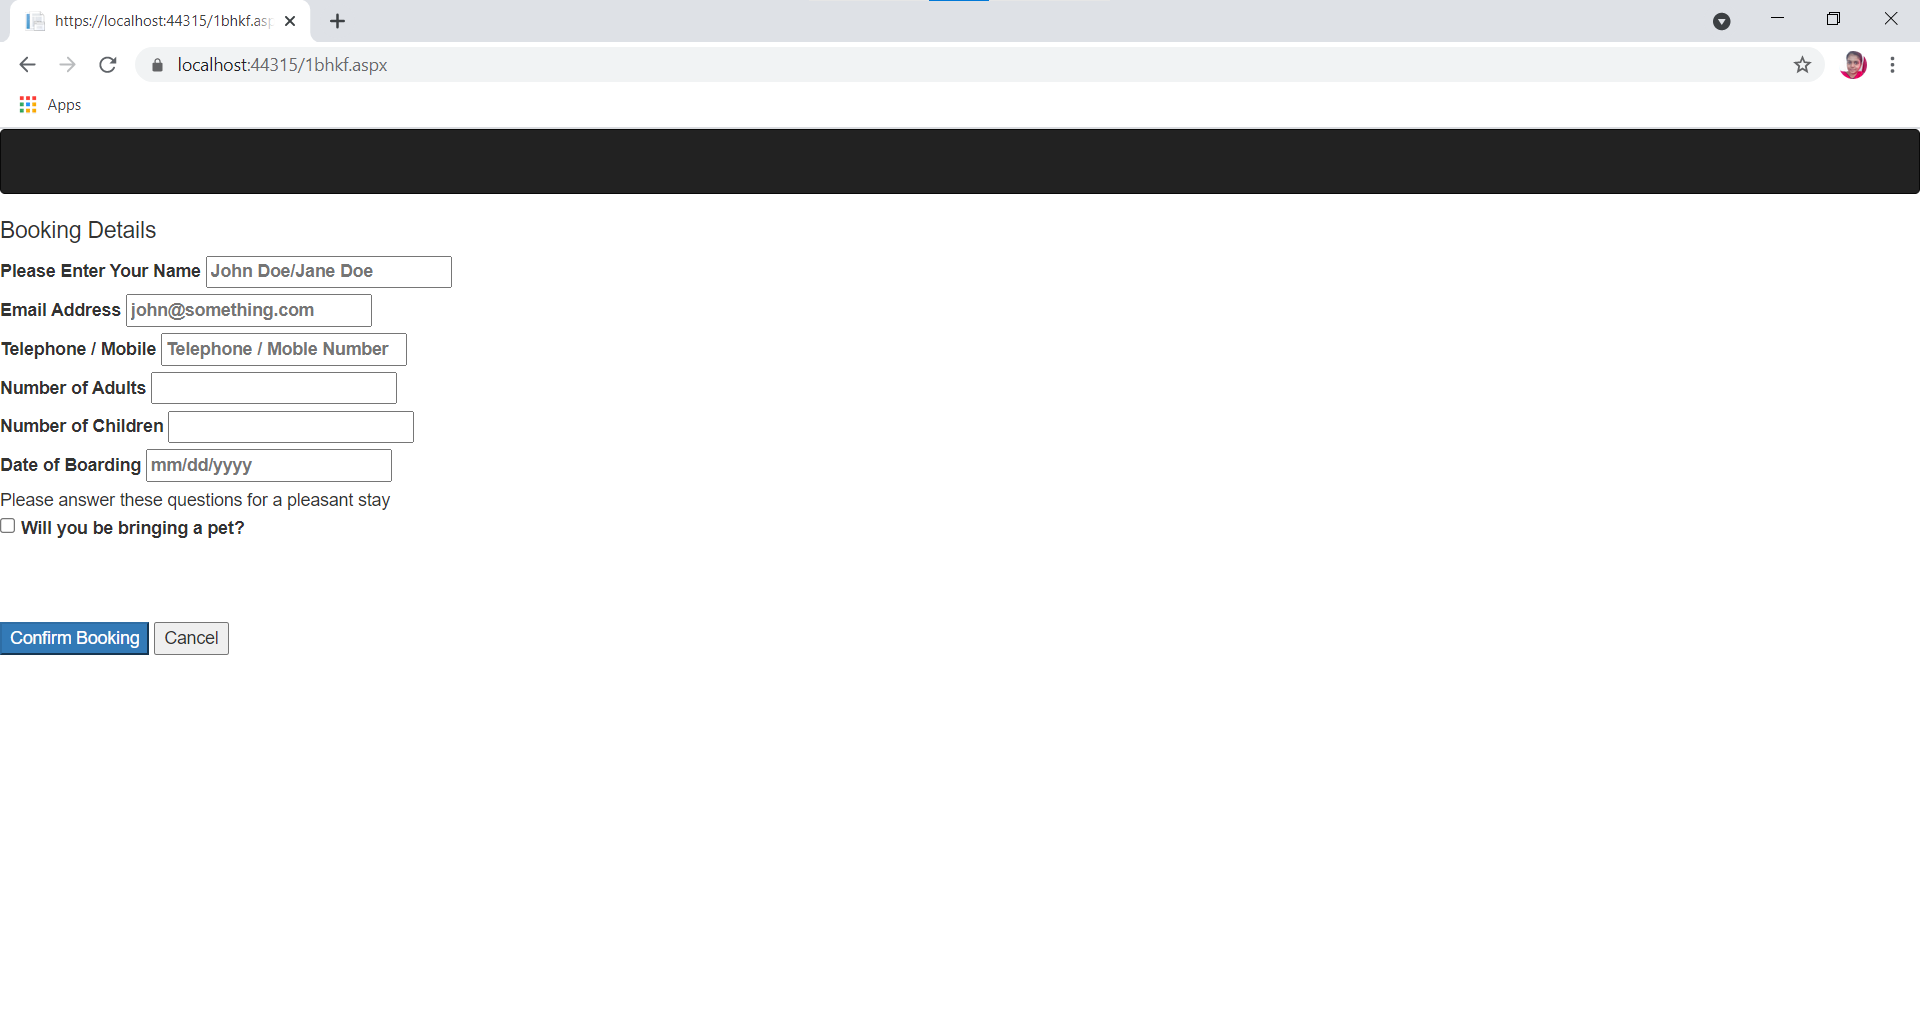 https://localhost:44315/1bhkf.asp
localhost:44315/1bhkf.aspx
Apps
Booking Details
Please Enter Your Name John Doe/Jane Doe
Email Address john@something.com
Telephone / Mobile Telephone / Moble Number
Number of Adults
Number of Children
Date of Boarding mm/dd/yyyy
Please answer these questions for a pleasant stay
Will you be bringing a pet?
Confirm Booking Cancel